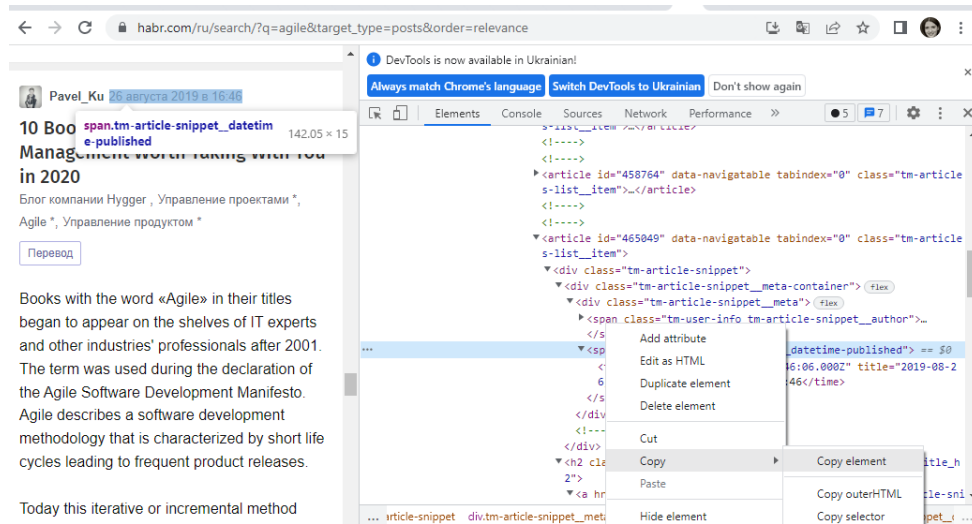 habr.com/ru/search/?q=agile&target_type=posts&order=relevance
Pavel_Ku 26 августа 2019 в 16:46
span.tm-article-snippet__datetim
e-published
142.05 × 15
10 Boo
Management Worth Taking With You
in 2020
Блог компании Hygger , Управление проектами *,
Agile *, Управление продуктом *
Перевод
Books with the word «Agile» in their titles
began to appear on the shelves of IT experts
and other industries' professionals after 2001.
The term was used during the declaration of
the Agile Software Development Manifesto.
Agile describes a software development
methodology that is characterized by short life
cycles leading to frequent product releases.
Today this iterative or incremental method
DevTools is now available in Ukrainian!
Always match Chrome's language
Switch DevTools to Ukrainian
Don't show again
Elements Console Sources Network Performance » 5 7
s-list__item">…</article>
<!---->
<!---->
<article id="458764" data-navigatable tabindex="0" class="tm-article
s-list__item">…</article>
<!---->
<!---->
<article id="465049" data-navigatable tabindex="0" class="tm-article
s-list__item">
<div class="tm-article-snippet">
<div class="tm-article-snippet__meta-container"> flex
<div class="tm-article-snippet__meta"> flex
<span class="tm-user-info tm-article-snippet__author">…
</s
<sp _datetime-published"> == $0
<t 46:06.000Z" title="2019-08-2
6 :46</time>
</s
</div
<!---
</div>
<h2 cla itle_h
2">
<a hr cle-sni
Add attribute
Edit as HTML
Duplicate element
Delete element
Cut
Copy
Paste
Hide element
Copy element
Copy outerHTML
Copy selector
... article-snippet div.tm-article-snippet__meta ...